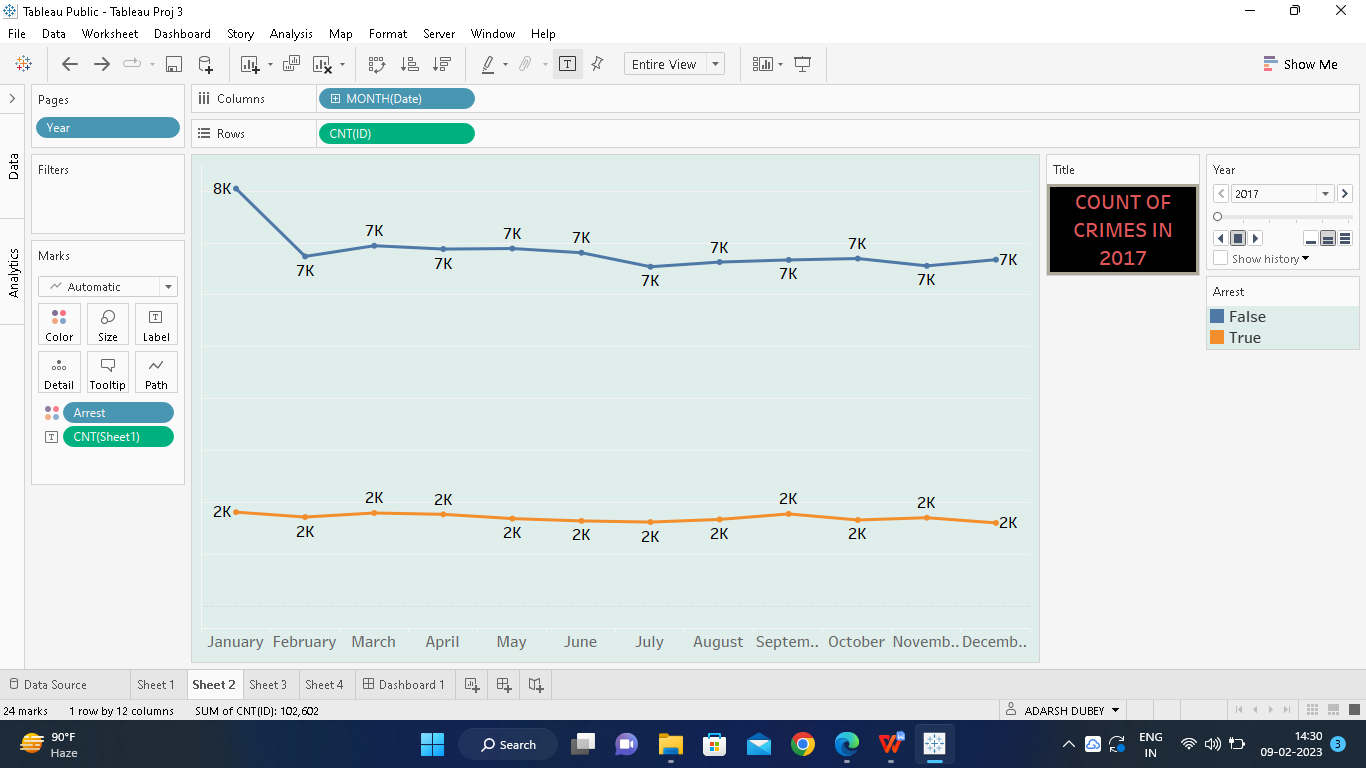 Tableau Public - Tableau Proj 3
File Data Worksheet Dashboard Story Analysis Map Format Server Window Help
Entire View
Show Me
Pages
Year
Columns
MONTH(Date)
Rows
CNT(ID)
Data
Analytics
Filters
Marks
Automatic
Color Size Label
Detail Tooltip Path
Arrest
CNT(Sheet1)
8K
7K
7K
7K
7K
7K
7K
7K
7K
7K
7K
7K
2K
2K
2K
2K
2K
2K
2K
2K
2K
2K
2K
2K
January February March April May June July August Septem.. October Novemb.. Decemb..
Title
COUNT OF
CRIMES IN
2017
Year
2017
Show history
Arrest
False
True
Data Source Sheet 1 Sheet 2 Sheet 3 Sheet 4 Dashboard 1
24 marks 1 row by 12 columns SUM of CNT(ID): 102,602
ADARSH DUBEY
90°F
Haze
Search
W
ENG
IN
14:30
09-02-2023
3